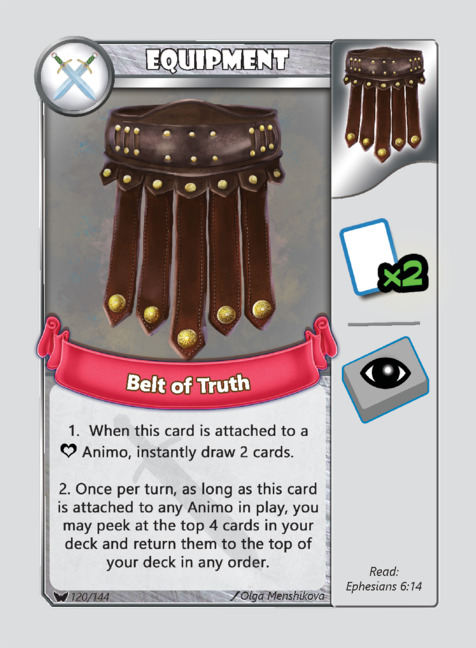 EQUIPMENT
x2
Belt of Truth
1. When this card is attached to a
♥ Animo, instantly draw 2 cards.
2. Once per turn, as long as this card
is attached to any Animo in play, you
may peek at the top 4 cards in your
deck and return them to the top of
your deck in any order.
Read:
Ephesians 6:14
120/144
Olga Menshikova